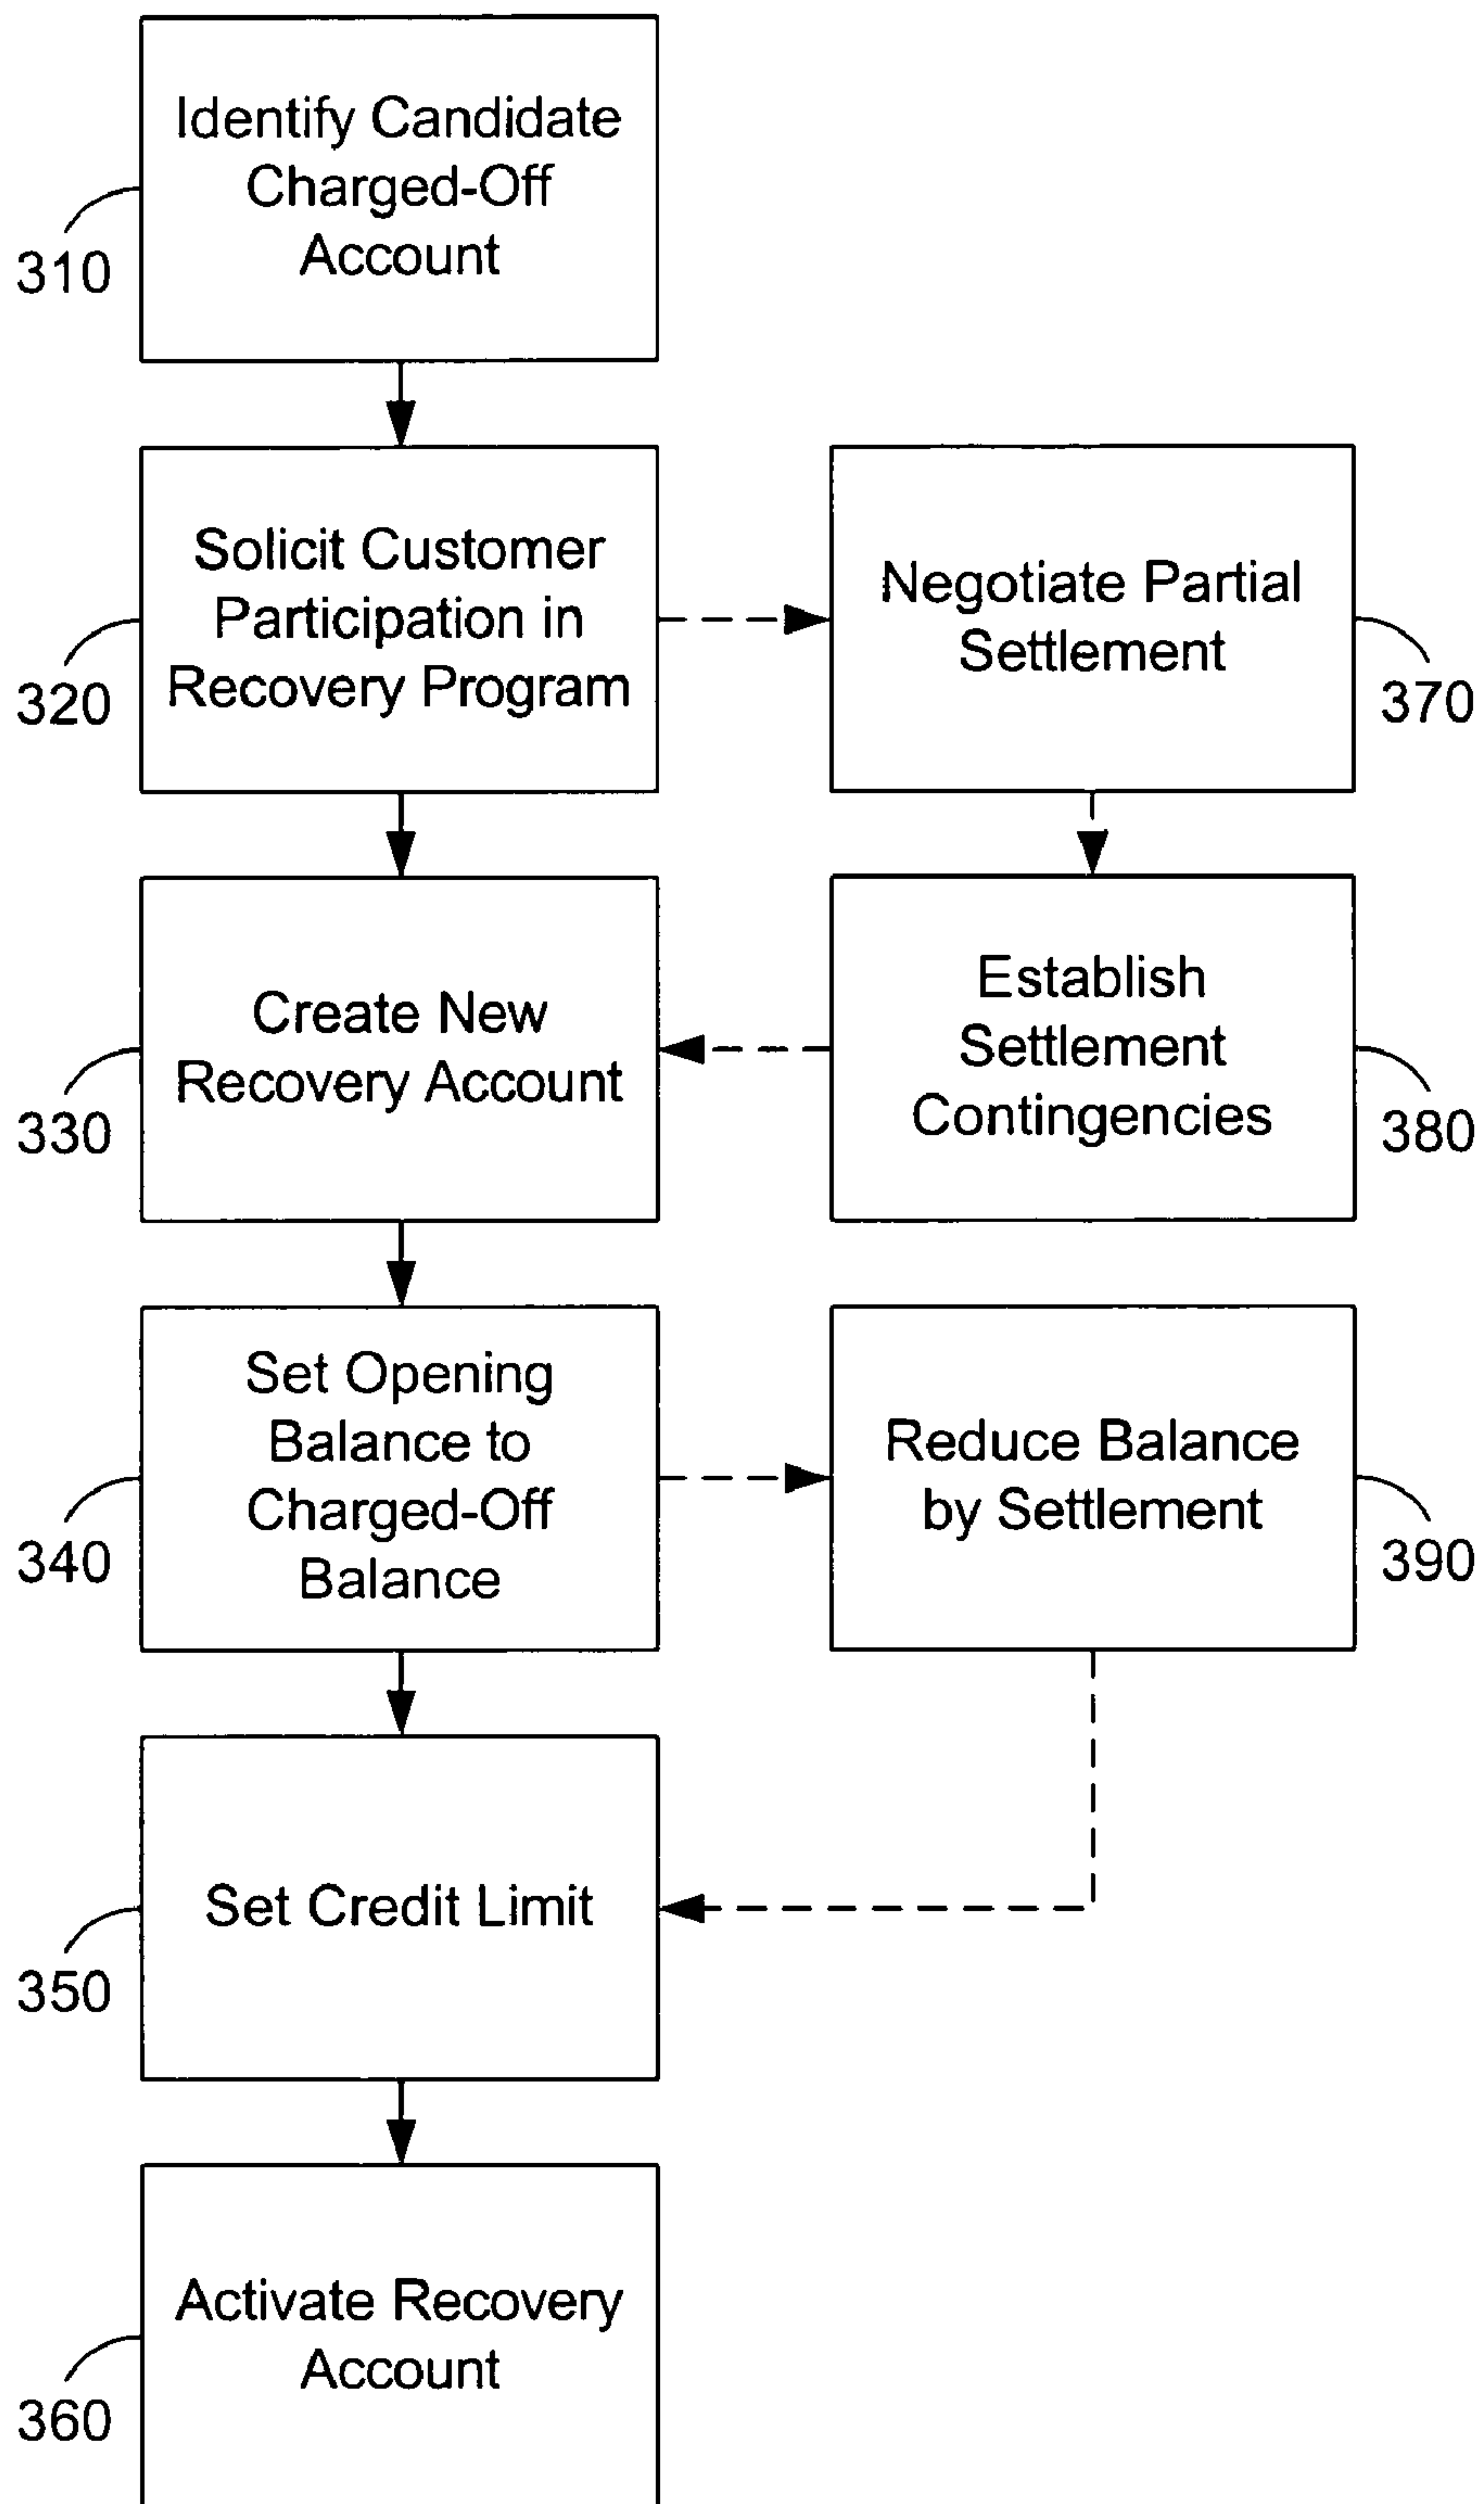 Identify Candidate
Charged-Off
Account
310
Solicit Customer
Participation in
Recovery Program
320
Negotiate Partial
Settlement
370
Create New
Recovery Account
330
Establish
Settlement
Contingencies
380
Set Opening
Balance to
Charged-Off
Balance
340
Reduce Balance
by Settlement
390
Set Credit Limit
350
Activate Recovery
Account
360